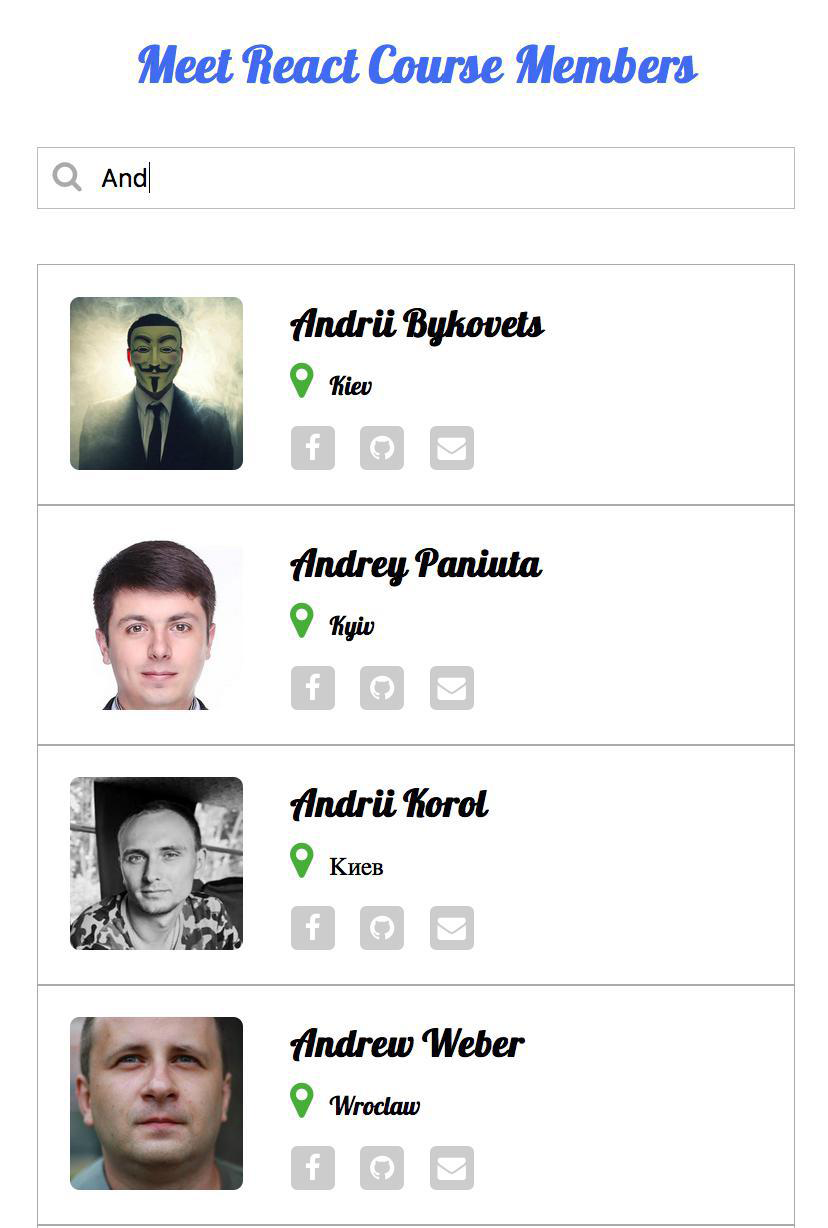 Meet React Course Members
And
Andrii Bykovets
Kiev
Andrey Paniuta
Kyiv
Andrii Korol
Киев
Andrew Weber
Wroclaw